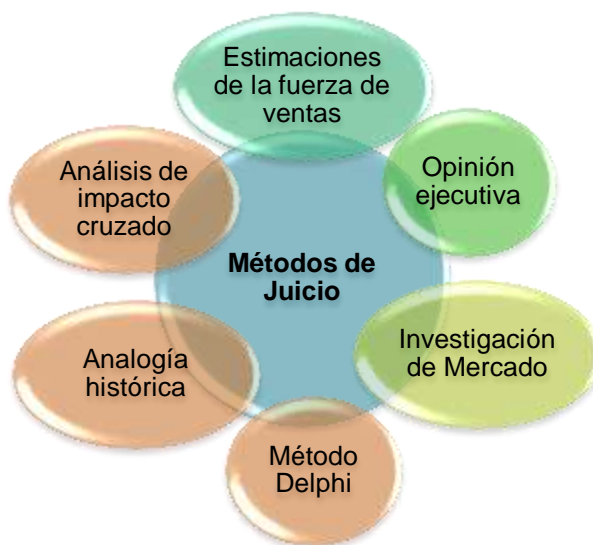 Estimaciones
de la fuerza de
ventas
Opinión
ejecutiva
Investigación
de Mercado
Método
Delphi
Analogía
histórica
Análisis de
impacto
cruzado
Métodos de
Juicio